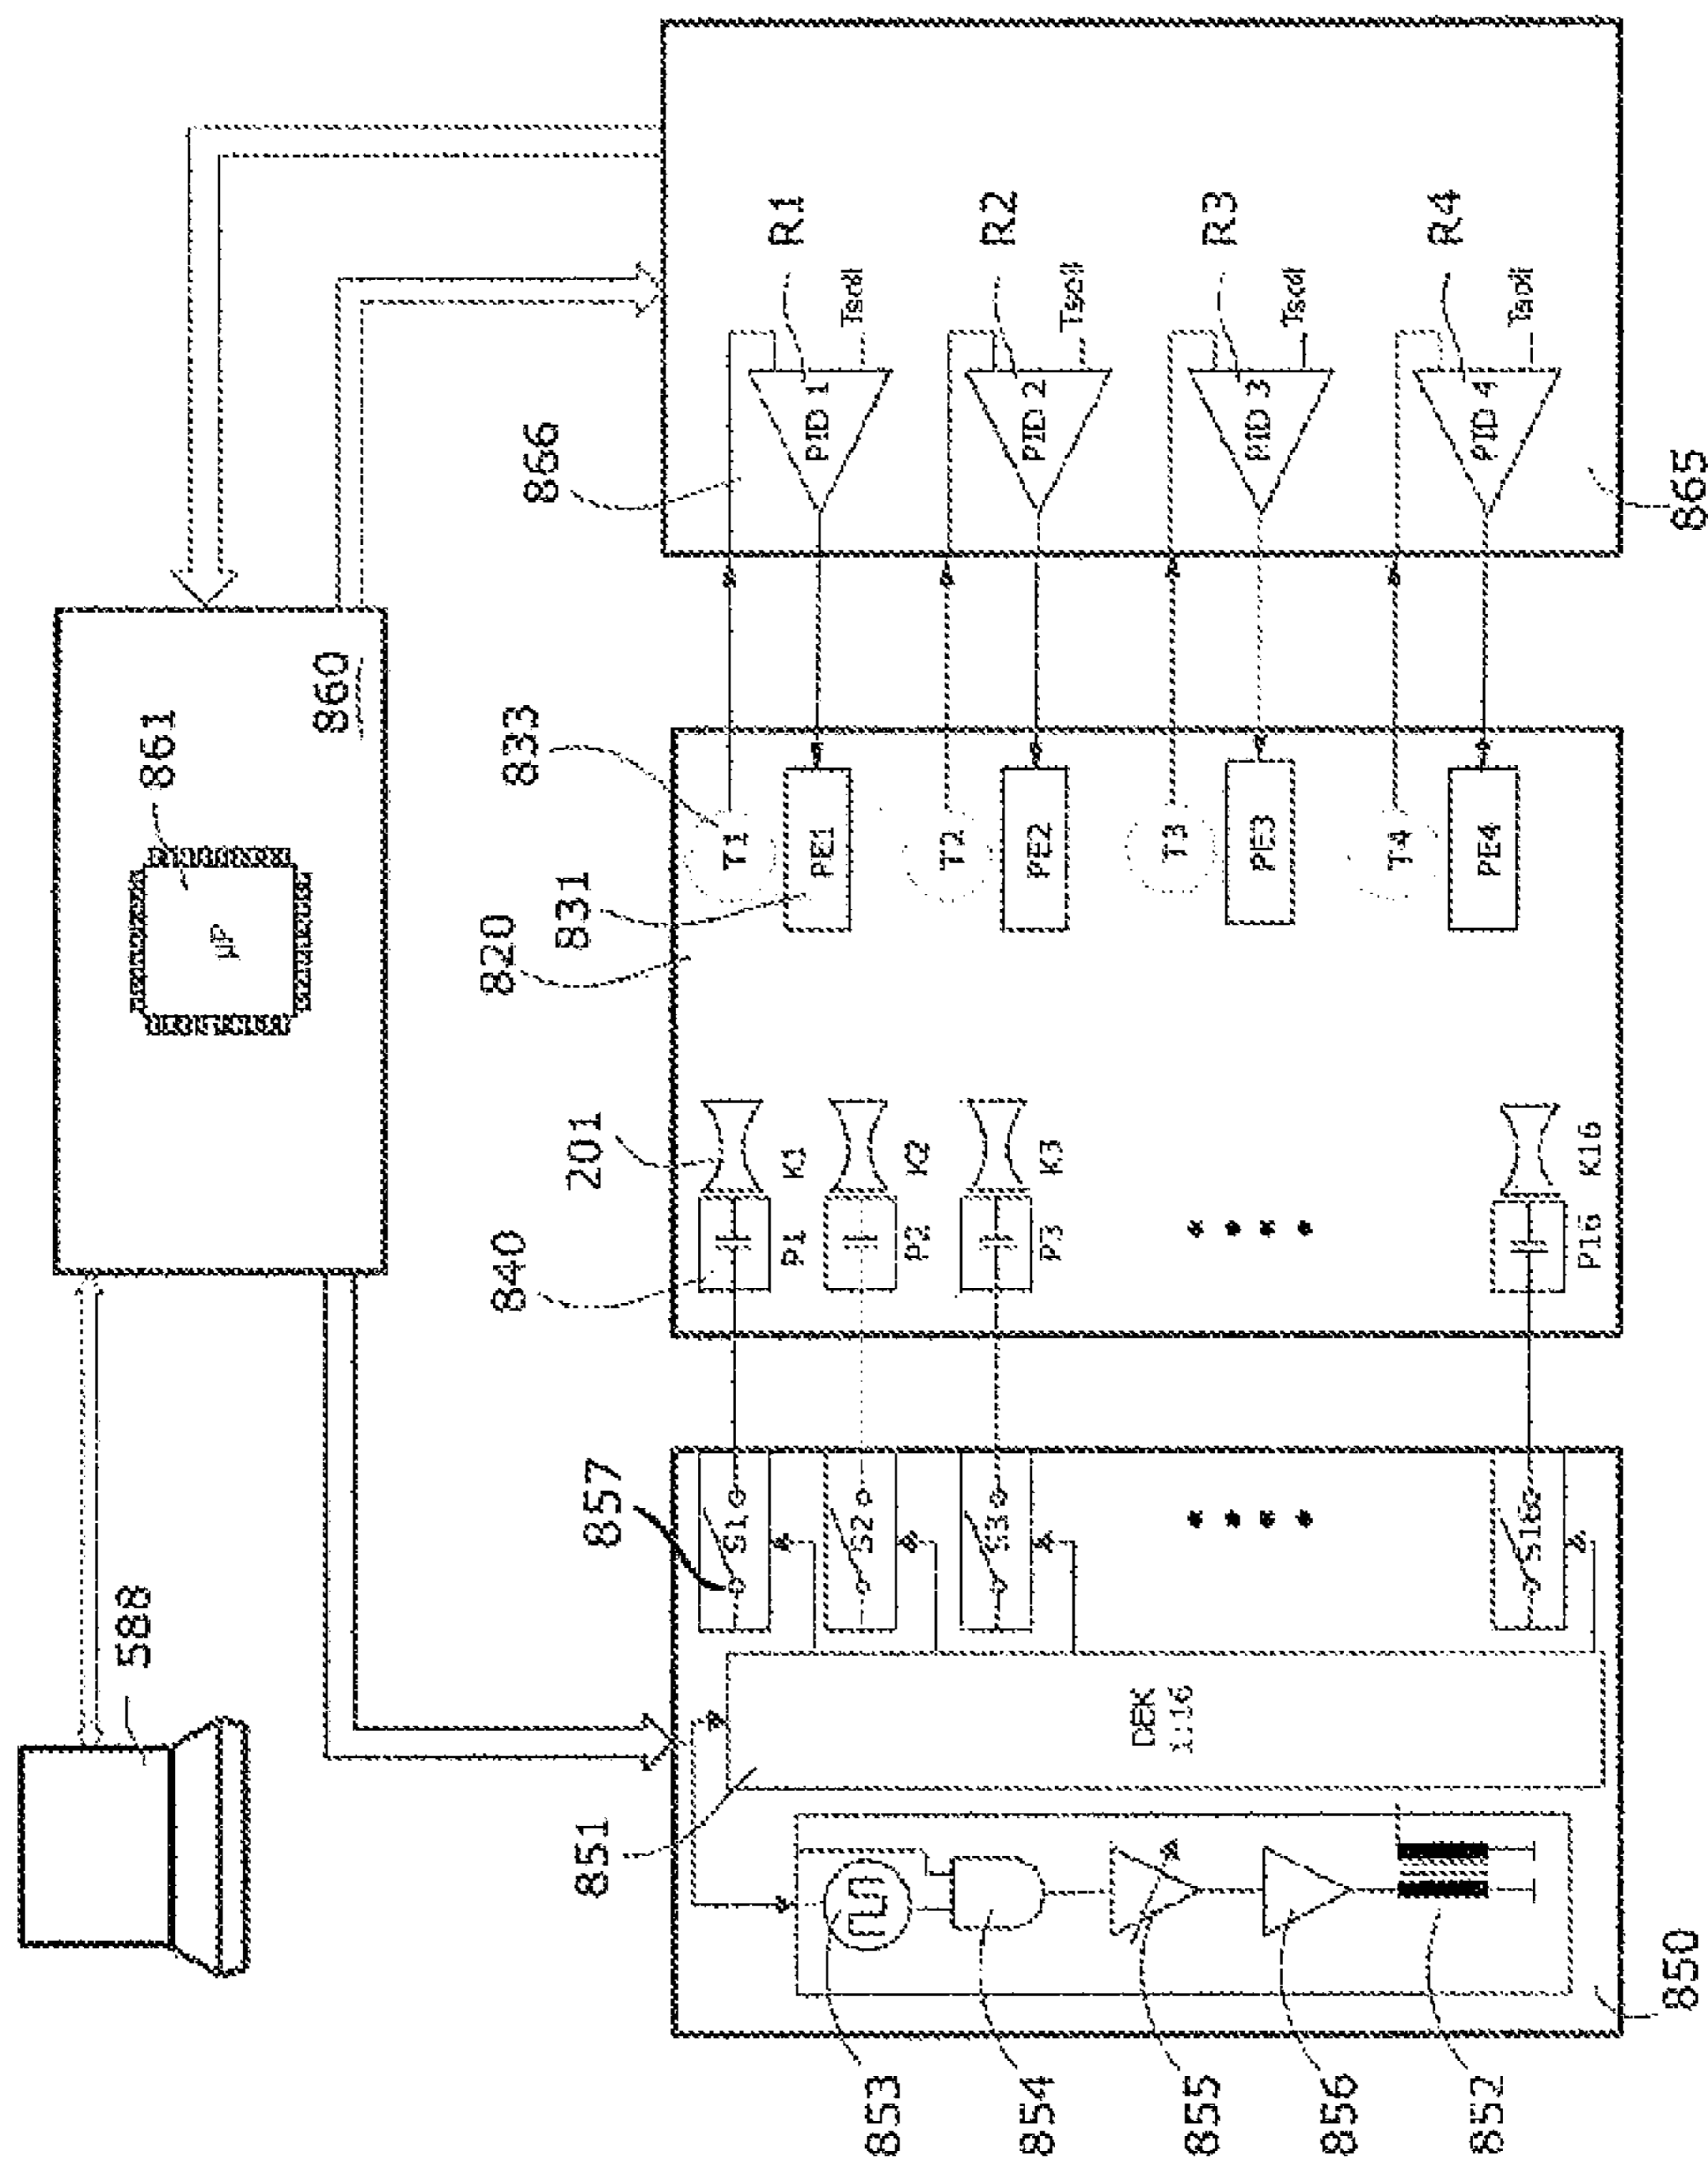 588
861
µP
860
857
851
840
201
820
831
833
866
R1
R2
R3
R4
S1
P1
K1
T1
PE1
PID 1
Tsoll
S2
P2
K2
T2
PE2
PID 2
Tsoll
S3
P3
K3
T3
PE3
PID 3
Tsoll
S16
P16
K16
T4
PE4
PID 4
Tsoll
DEK
1:16
853
854
855
856
852
850
865